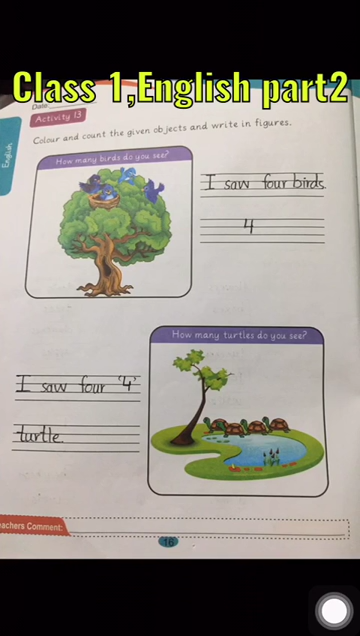 Class 1,English part2
Date:
Activity 13
English
Colour and count the given objects and write in figures.
How many birds do you see?
I saw four birds.
4
How many turtles do you see?
I saw four '4'
turtle.
eachers Comment:
16